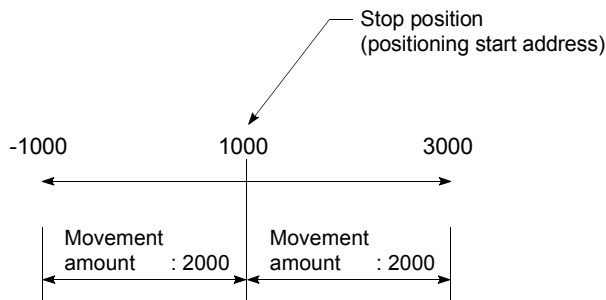 Stop position
(positioning start address)
-1000 1000 3000
Movement
amount : 2000
Movement
amount : 2000